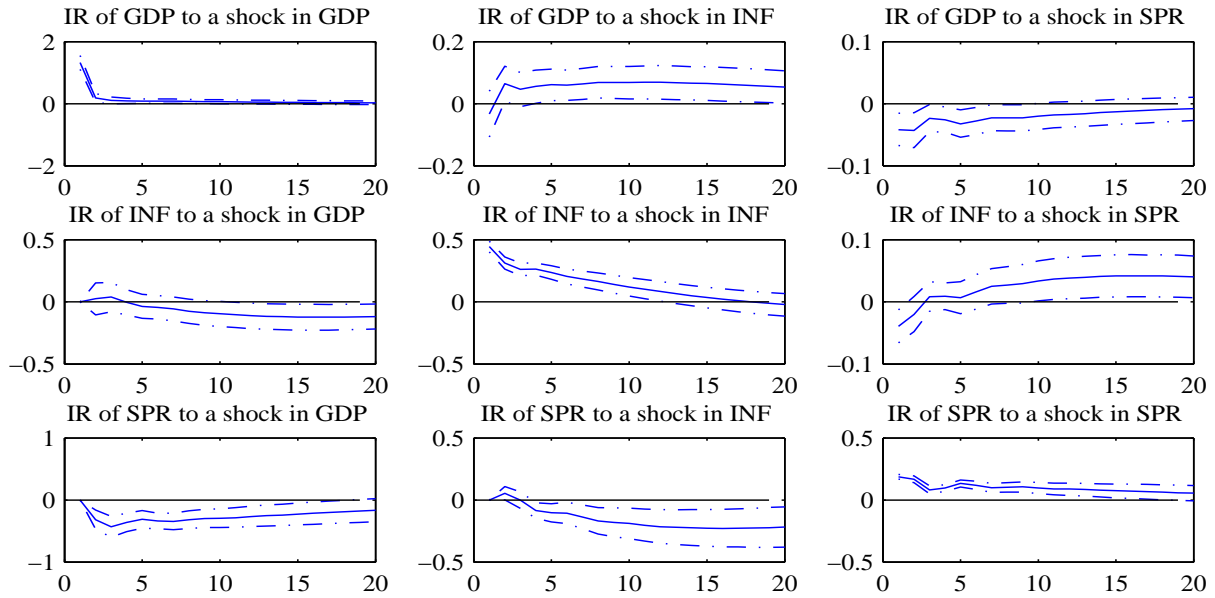 IR of GDP to a shock in GDP
2
0
−2
0 5 10 15 20
IR of GDP to a shock in INF
0.2
0
−0.2
0 5 10 15 20
IR of GDP to a shock in SPR
0.1
0
−0.1
0 5 10 15 20
IR of INF to a shock in GDP
0.5
0
−0.5
0 5 10 15 20
IR of INF to a shock in INF
0.5
0
−0.5
0 5 10 15 20
IR of INF to a shock in SPR
0.1
0
−0.1
0 5 10 15 20
IR of SPR to a shock in GDP
1
0
−1
0 5 10 15 20
IR of SPR to a shock in INF
0.5
0
−0.5
0 5 10 15 20
IR of SPR to a shock in SPR
0.5
0
−0.5
0 5 10 15 20